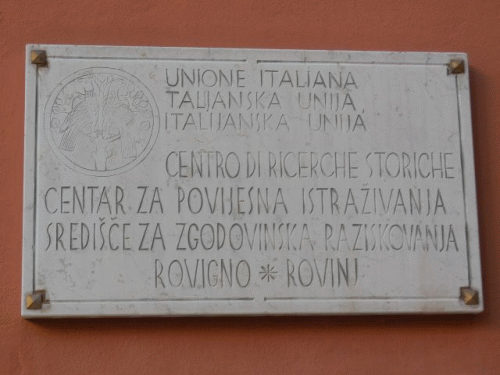 UNIONE ITALIANA
TALIJANSKA UNIJA
ITALIJANSKA UNIJA
CENTRO DI RICERCHE STORICHE
CENTAR ZA POVIJESNA ISTRAŽIVANJA
SREDIŠČE ZA ZGODOVINSKA RAZISKOVANJA
ROVIGNO * ROVINJ